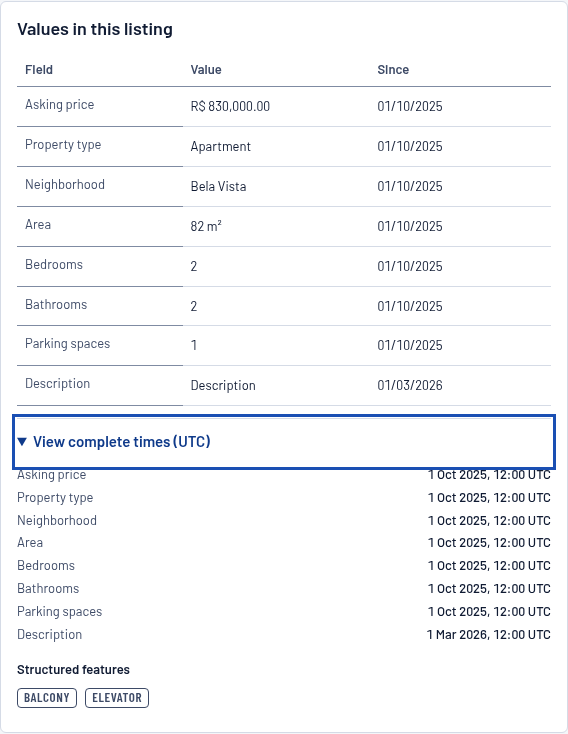 Values in this listing
Field Value Since
Asking price R$ 830,000.00 01/10/2025
Property type Apartment 01/10/2025
Neighborhood Bela Vista 01/10/2025
Area 82 m² 01/10/2025
Bedrooms 2 01/10/2025
Bathrooms 2 01/10/2025
Parking spaces 1 01/10/2025
Description Description 01/03/2026
▼ View complete times (UTC)
Asking price 1 Oct 2025, 12:00 UTC
Property type 1 Oct 2025, 12:00 UTC
Neighborhood 1 Oct 2025, 12:00 UTC
Area 1 Oct 2025, 12:00 UTC
Bedrooms 1 Oct 2025, 12:00 UTC
Bathrooms 1 Oct 2025, 12:00 UTC
Parking spaces 1 Oct 2025, 12:00 UTC
Description 1 Mar 2026, 12:00 UTC
Structured features
BALCONY ELEVATOR